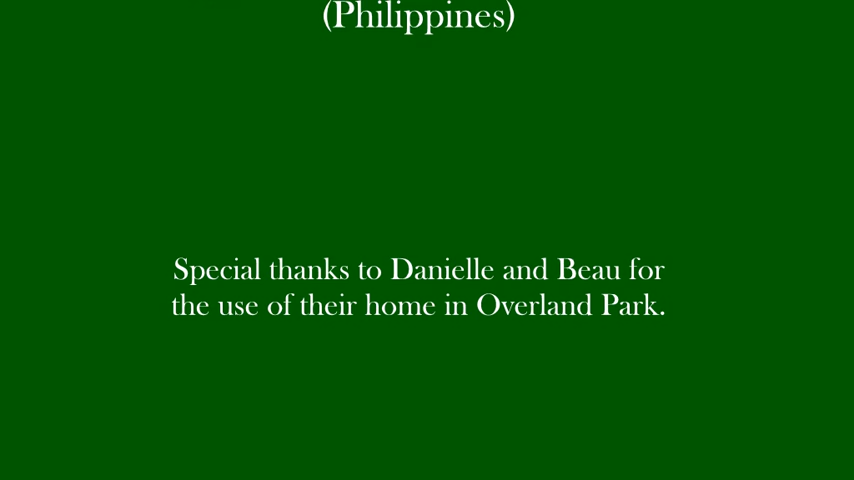 (Philippines)
Special thanks to Danielle and Beau for
the use of their home in Overland Park.